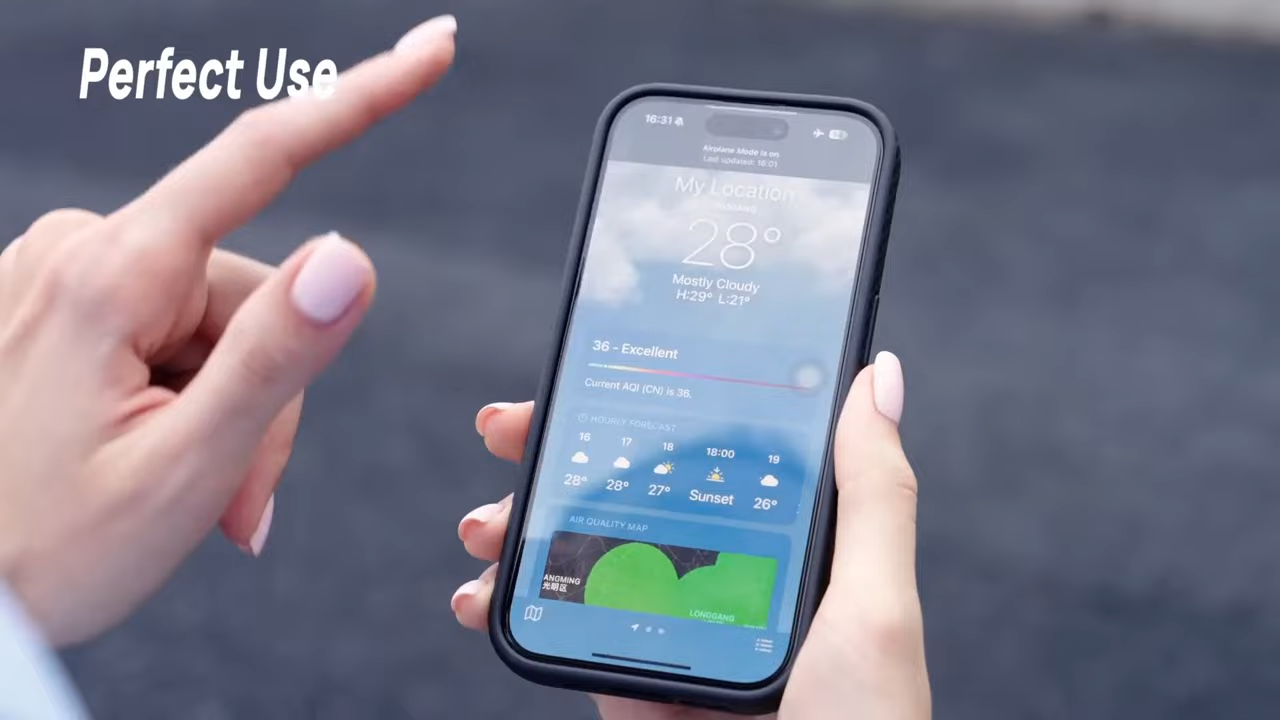 Perfect Use
16:31
Airplane Mode is on
Last updated: 16:01
My Location
28°
Mostly Cloudy
H:29° L:21°
36 - Excellent
Current AQI (CN) is 36.
HOURLY FORECAST
16 17 18 18:00 19
28° 28° 27° Sunset 26°
AIR QUALITY MAP
ANGMING
光明区
LONGGANG